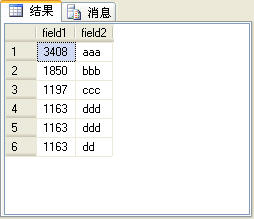 结果 消息
field1 field2
1 3408 aaa
2 1850 bbb
3 1197 ccc
4 1163 ddd
5 1163 ddd
6 1163 dd